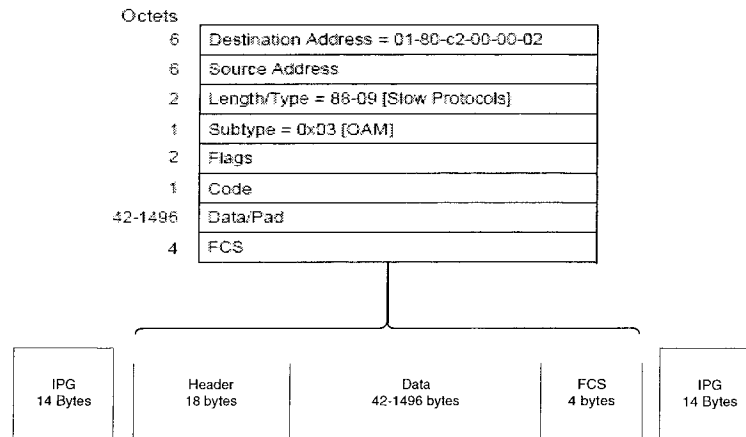 Octets
6 Destination Address = 01-80-c2-00-00-02
6 Source Address
2 Length/Type = 88-09 [Slow Protocols]
1 Subtype = 0x03 [OAM]
2 Flags
1 Code
42-1496 Data/Pad
4 FCS
IPG Header Data FCS IPG
14 Bytes 18 bytes 42-1496 bytes 4 bytes 14 Bytes